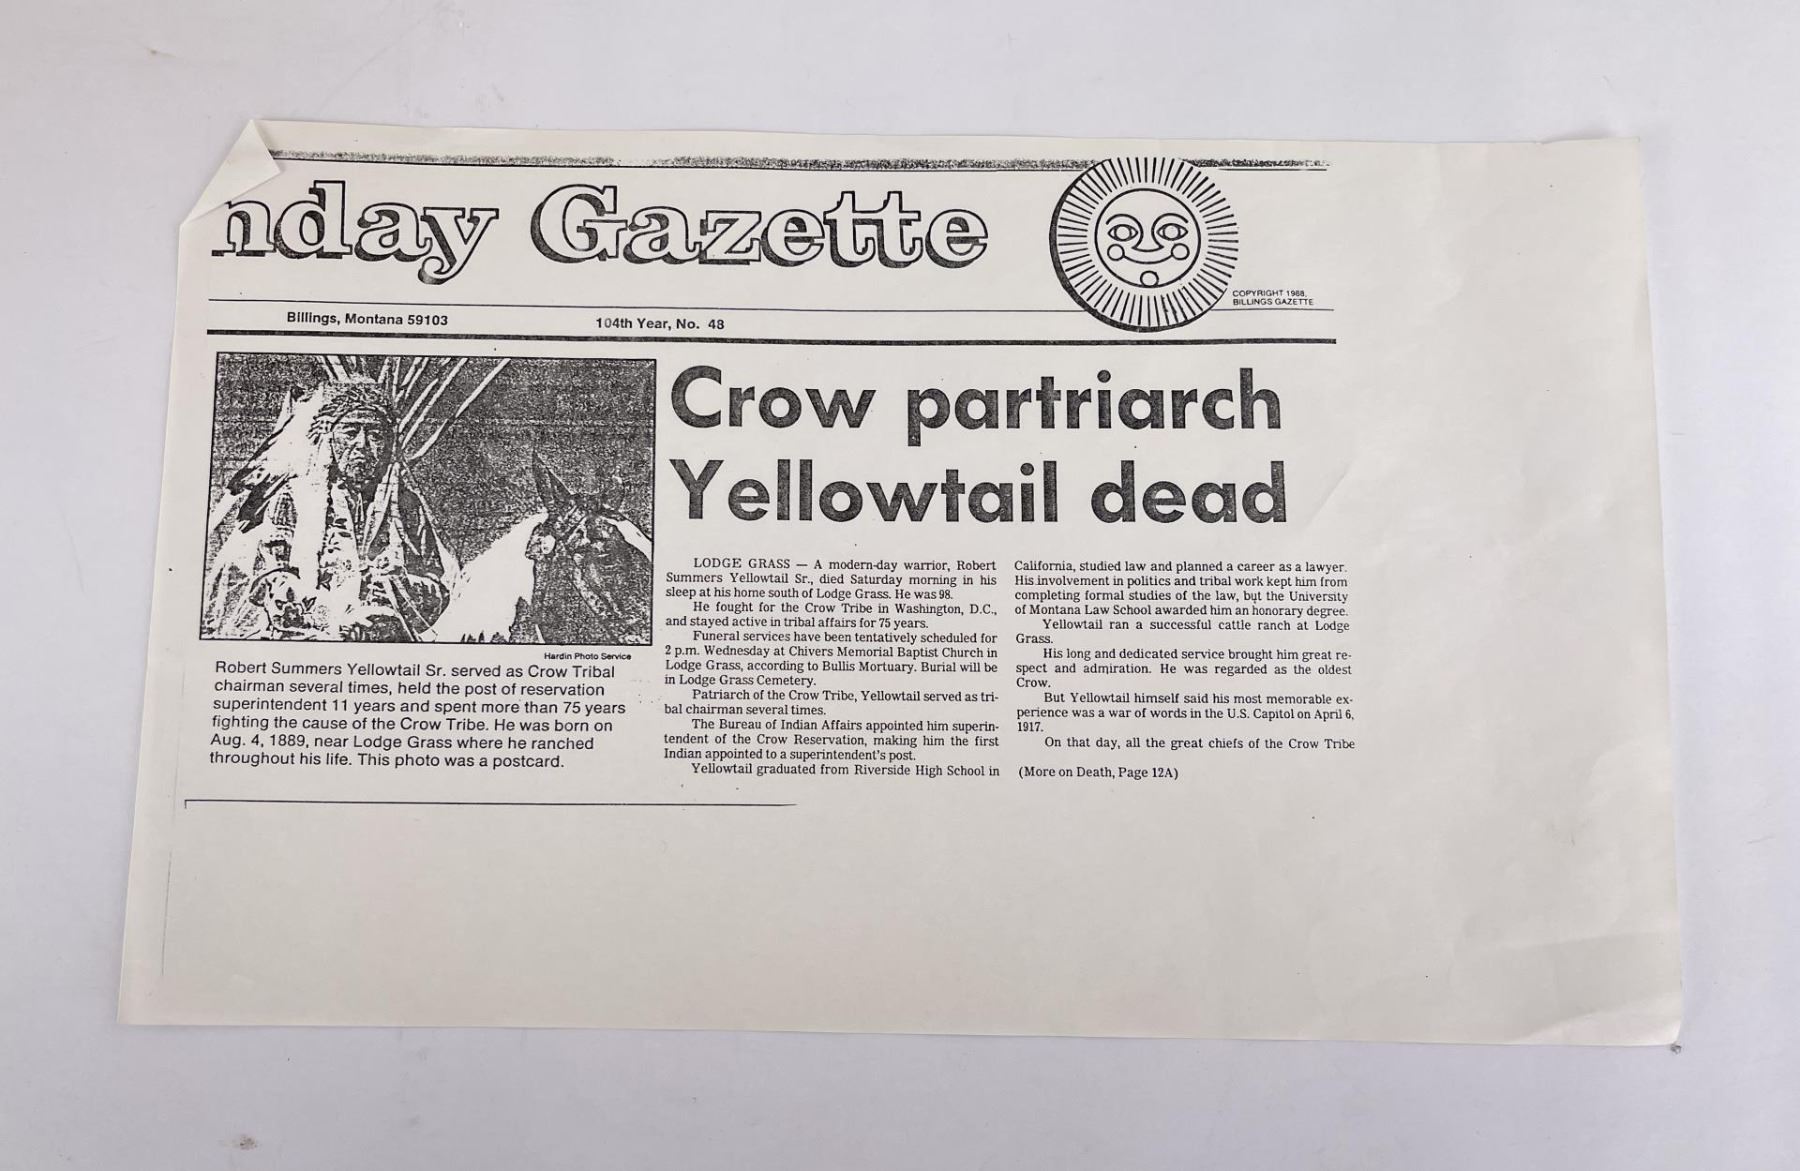 nday Gazette
COPYRIGHT 1988,
BILLINGS GAZETTE
Billings, Montana 59103
104th Year, No. 48
Crow partriarch
Yellowtail dead
Hardin Photo Service
Robert Summers Yellowtail Sr. served as Crow Tribal
chairman several times, held the post of reservation
superintendent 11 years and spent more than 75 years
fighting the cause of the Crow Tribe. He was born on
Aug. 4, 1889, near Lodge Grass where he ranched
throughout his life. This photo was a postcard.
LODGE GRASS — A modern-day warrior, Robert
Summers Yellowtail Sr., died Saturday morning in his
sleep at his home south of Lodge Grass. He was 98.
He fought for the Crow Tribe in Washington, D.C.,
and stayed active in tribal affairs for 75 years.
Funeral services have been tentatively scheduled for
2 p.m. Wednesday at Chivers Memorial Baptist Church in
Lodge Grass, according to Bullis Mortuary. Burial will be
in Lodge Grass Cemetery.
Patriarch of the Crow Tribe, Yellowtail served as tri-
bal chairman several times.
The Bureau of Indian Affairs appointed him superin-
tendent of the Crow Reservation, making him the first
Indian appointed to a superintendent's post.
Yellowtail graduated from Riverside High School in
California, studied law and planned a career as a lawyer.
His involvement in politics and tribal work kept him from
completing formal studies of the law, but the University
of Montana Law School awarded him an honorary degree.
Yellowtail ran a successful cattle ranch at Lodge
Grass.
His long and dedicated service brought him great re-
spect and admiration. He was regarded as the oldest
Crow.
But Yellowtail himself said his most memorable ex-
perience was a war of words in the U.S. Capitol on April 6,
1917.
On that day, all the great chiefs of the Crow Tribe
(More on Death, Page 12A)